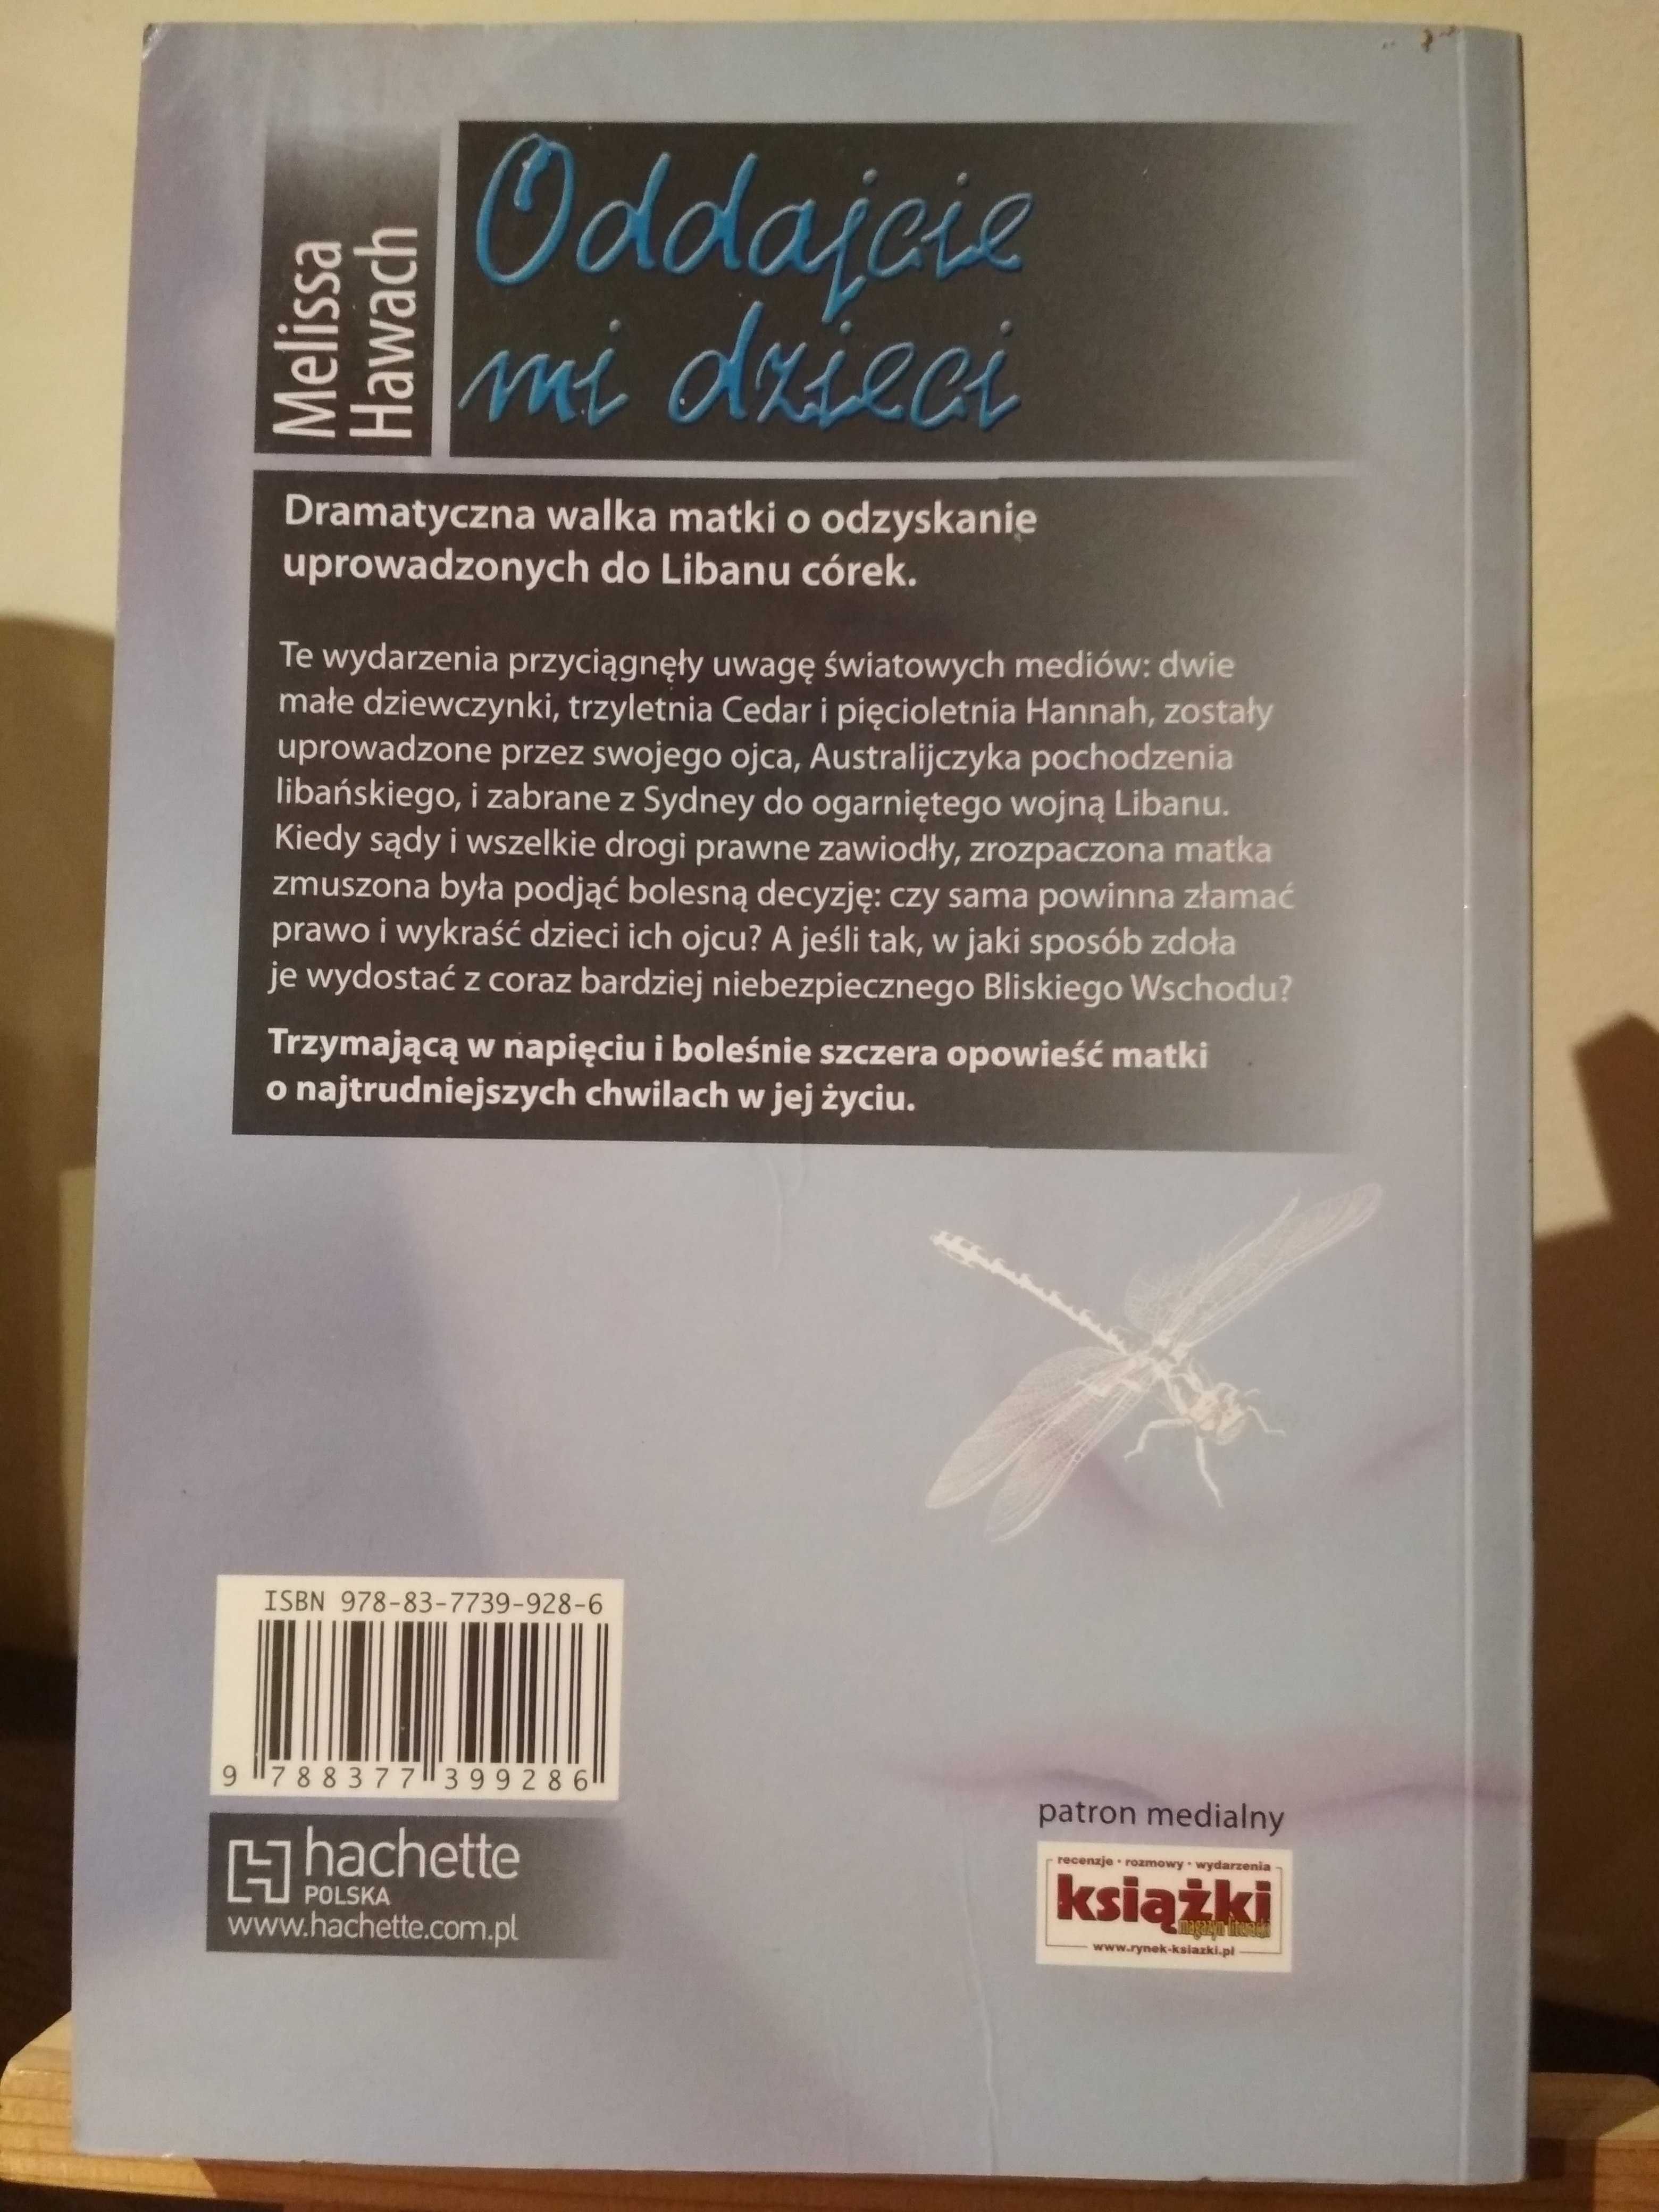 Melissa
Hawach
Oddajcie
mi dzieci
Dramatyczna walka matki o odzyskanie
uprowadzonych do Libanu córek.
Te wydarzenia przyciągnęły uwagę światowych mediów: dwie
małe dziewczynki, trzyletnia Cedar i pięcioletnia Hannah, zostały
uprowadzone przez swojego ojca, Australijczyka pochodzenia
libańskiego, i zabrane z Sydney do ogarniętego wojną Libanu.
Kiedy sądy i wszelkie drogi prawne zawiodły, zrozpaczona matka
zmuszona była podjąć bolesną decyzję: czy sama powinna złamać
prawo i wykraść dzieci ich ojcu? A jeśli tak, w jaki sposób zdoła
je wydostać z coraz bardziej niebezpiecznego Bliskiego Wschodu?
Trzymającą w napięciu i boleśnie szczera opowieść matki
o najtrudniejszych chwilach w jej życiu.
ISBN 978-83-7739-928-6
9 788377 399286
hachette
POLSKA
www.hachette.com.pl
patron medialny
recenzje • rozmowy • wydarzenia
książki
magazyn literacki
www.rynek-ksiazki.pl